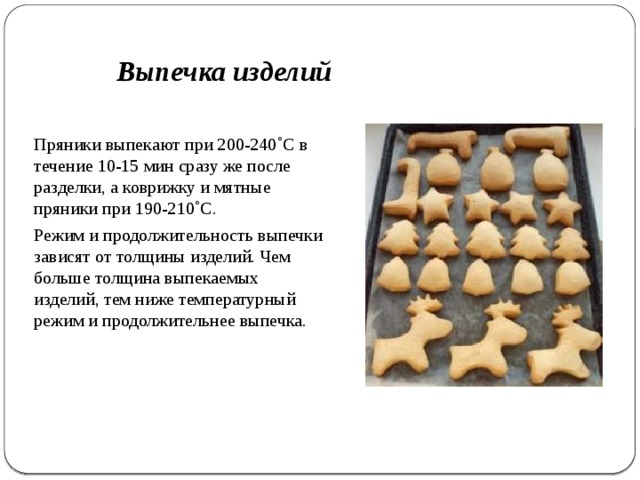 Выпечка изделий
Пряники выпекают при 200-240˚С в
течение 10-15 мин сразу же после
разделки, а коврижку и мятные
пряники при 190-210˚С.
Режим и продолжительность выпечки
зависят от толщины изделий. Чем
больше толщина выпекаемых
изделий, тем ниже температурный
режим и продолжительнее выпечка.